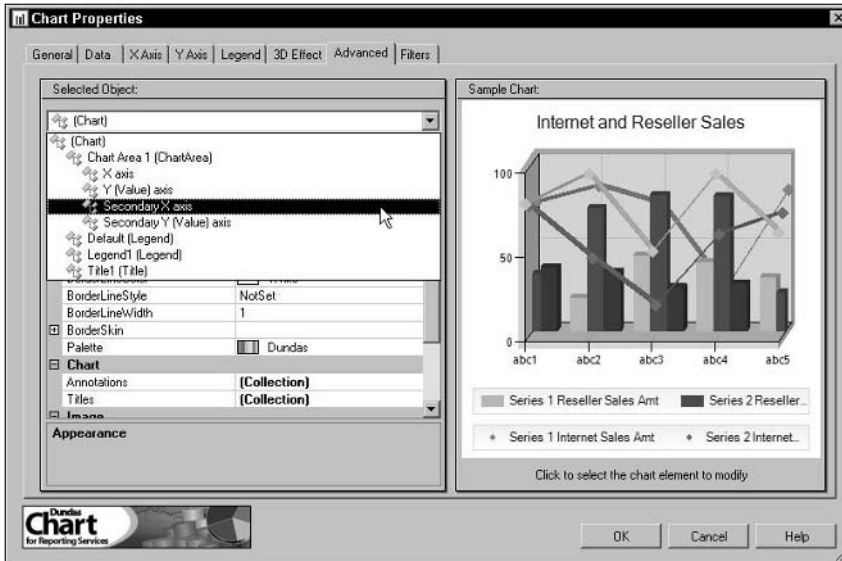 Chart Properties
General Data X Axis Y Axis Legend 3D Effect Advanced Filters
Selected Object:
(Chart)
(Chart)
Chart Area 1 (ChartArea)
X axis
Y (Value) axis
Secondary X axis
Secondary Y (Value) axis
Default (Legend)
Legend1 (Legend)
Title1 (Title)
BorderLineStyle NotSet
BorderLineWidth 1
BorderSkin
Palette Dundas
Chart
Annotations (Collection)
Titles (Collection)
Image
Appearance
Sample Chart:
Internet and Reseller Sales
100
50
0
abc1 abc2 abc3 abc4 abc5
Series 1 Reseller Sales Amt Series 2 Reseller...
Series 1 Internet Sales Amt Series 2 Internet...
Click to select the chart element to modify
Dundas
Chart
for Reporting Services
OK Cancel Help